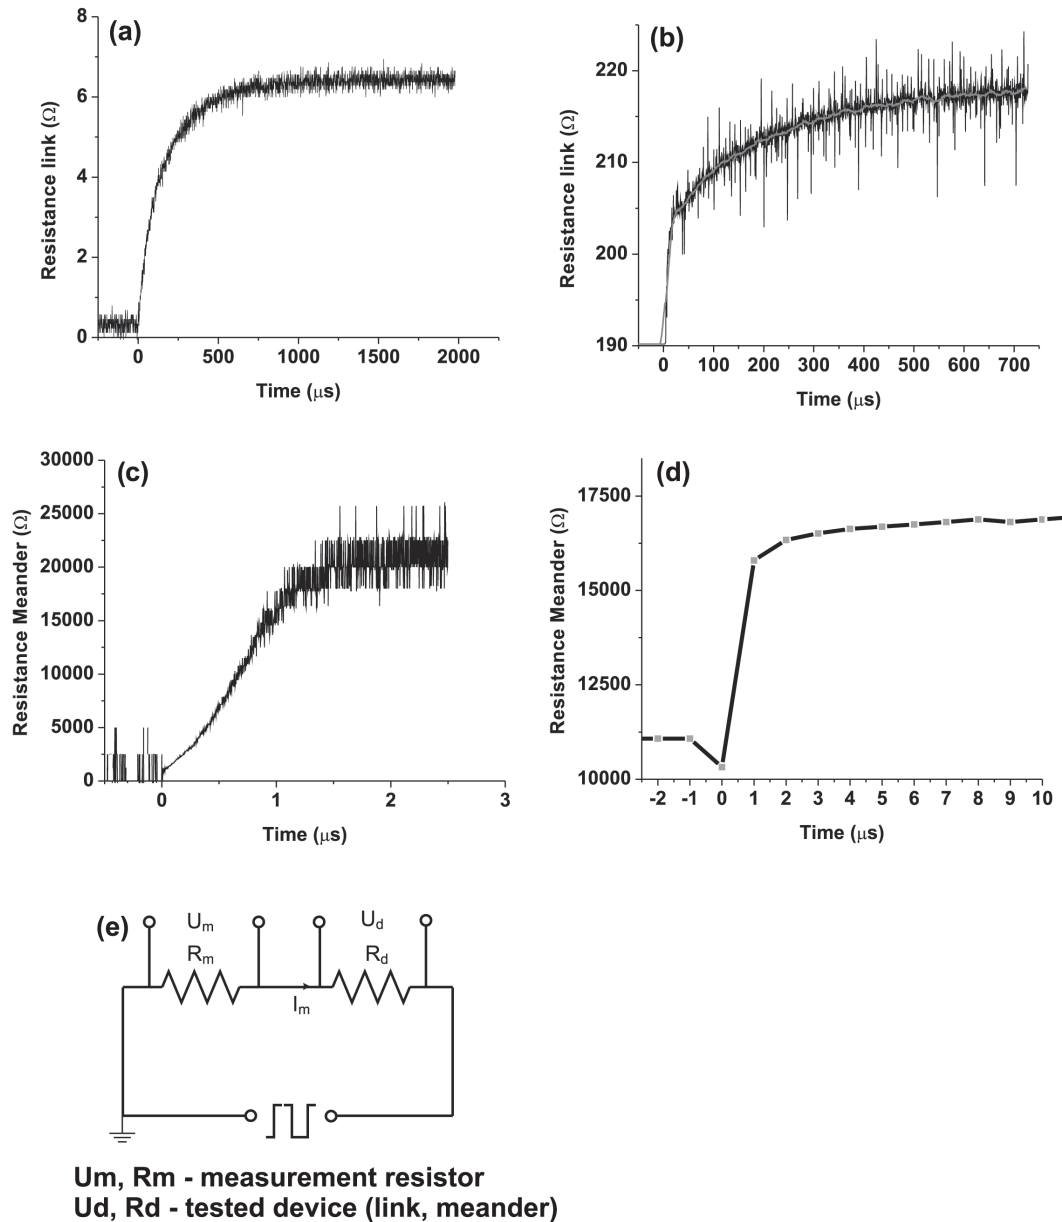 (a)
8
6
4
2
0
Resistance link (Ω)
0 500 1000 1500 2000
Time (μs)
(b)
220
210
200
190
Resistance link (Ω)
0 100 200 300 400 500 600 700
Time (μs)
(c)
30000
25000
20000
15000
10000
5000
0
Resistance Meander (Ω)
0 1 2 3
Time (μs)
(d)
17500
15000
12500
10000
Resistance Meander (Ω)
-2 -1 0 1 2 3 4 5 6 7 8 9 10
Time (μs)
(e)
Um Ud
Rm Rd
Im
Um, Rm - measurement resistor
Ud, Rd - tested device (link, meander)